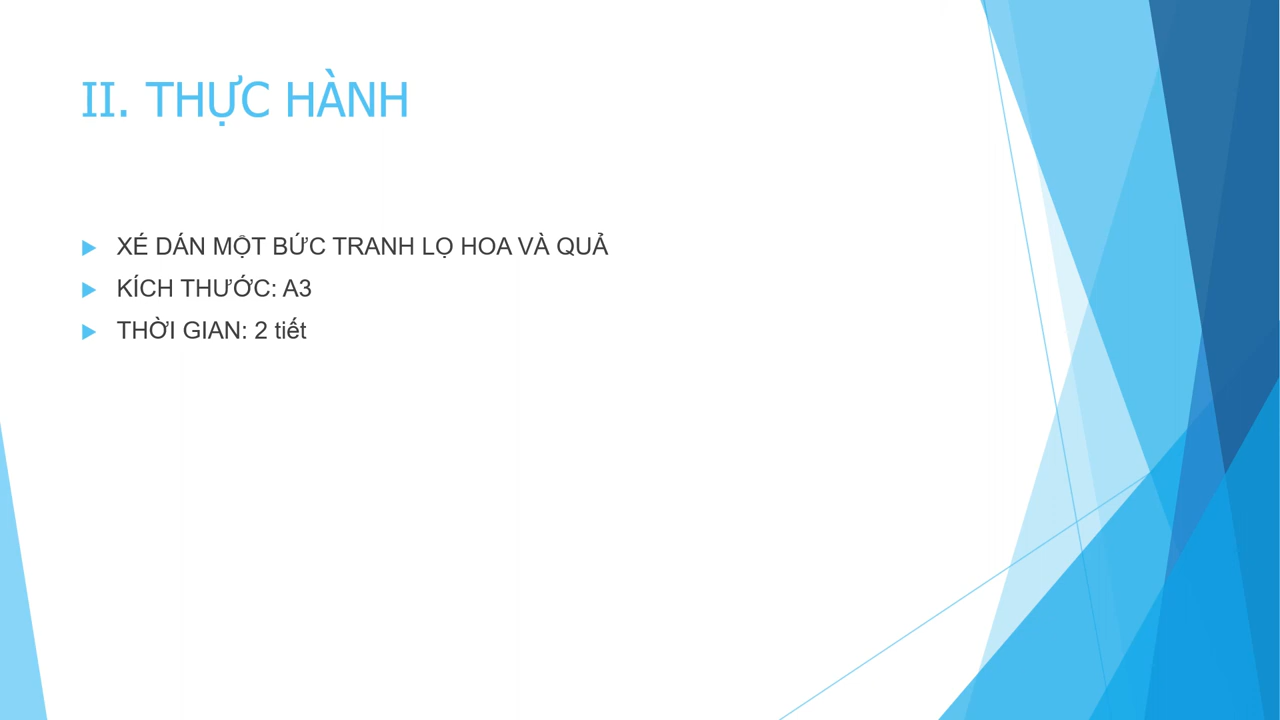 II. THỰC HÀNH
XÉ DÁN MỘT BỨC TRANH LỌ HOA VÀ QUẢ
KÍCH THƯỚC: A3
THỜI GIAN: 2 tiết